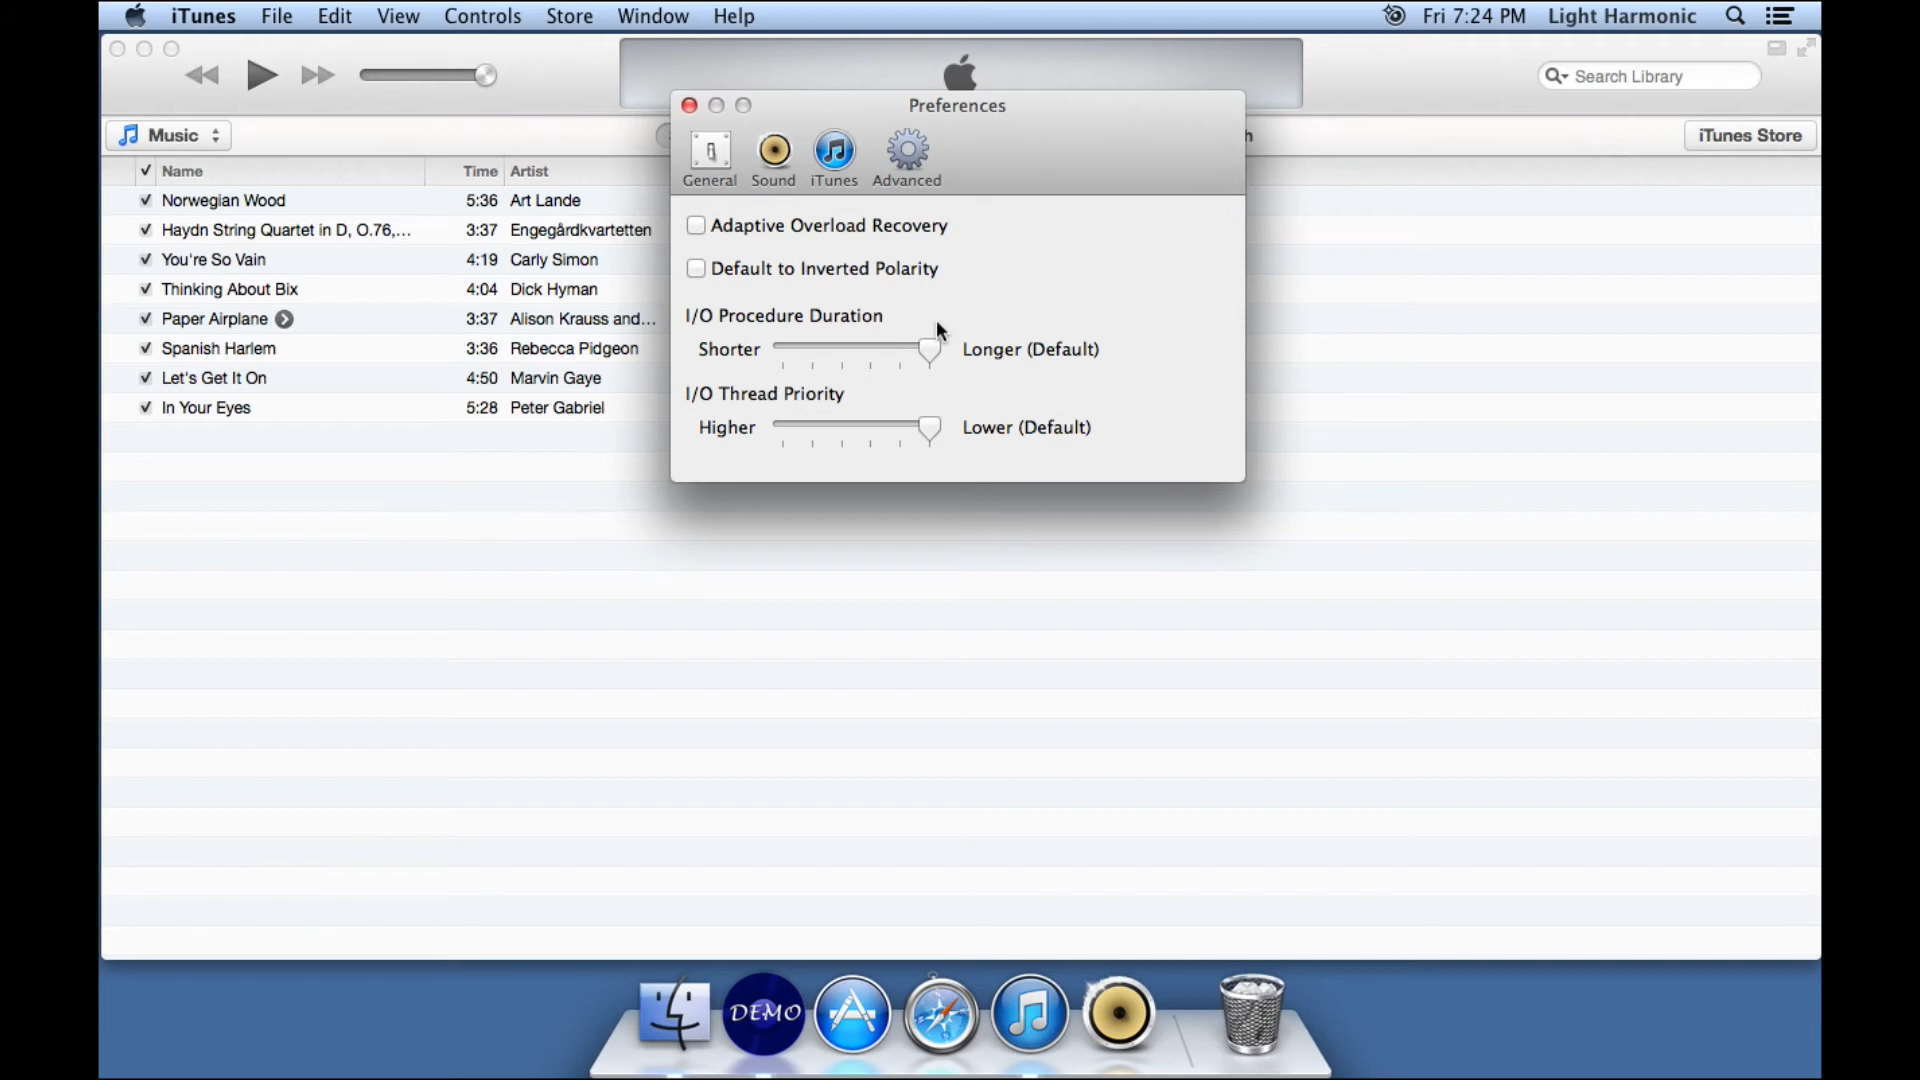 iTunes File Edit View Controls Store Window Help Fri 7:24 PM Light Harmonic
Search Library
Preferences
Music iTunes Store
General Sound iTunes Advanced
Name Time Artist
Norwegian Wood 5:36 Art Lande
Haydn String Quartet in D, O.76,... 3:37 Engegårdkvartetten
You're So Vain 4:19 Carly Simon
Thinking About Bix 4:04 Dick Hyman
Paper Airplane 3:37 Alison Krauss and...
Spanish Harlem 3:36 Rebecca Pidgeon
Let's Get It On 4:50 Marvin Gaye
In Your Eyes 5:28 Peter Gabriel
Adaptive Overload Recovery
Default to Inverted Polarity
I/O Procedure Duration
Shorter Longer (Default)
I/O Thread Priority
Higher Lower (Default)
DEMO